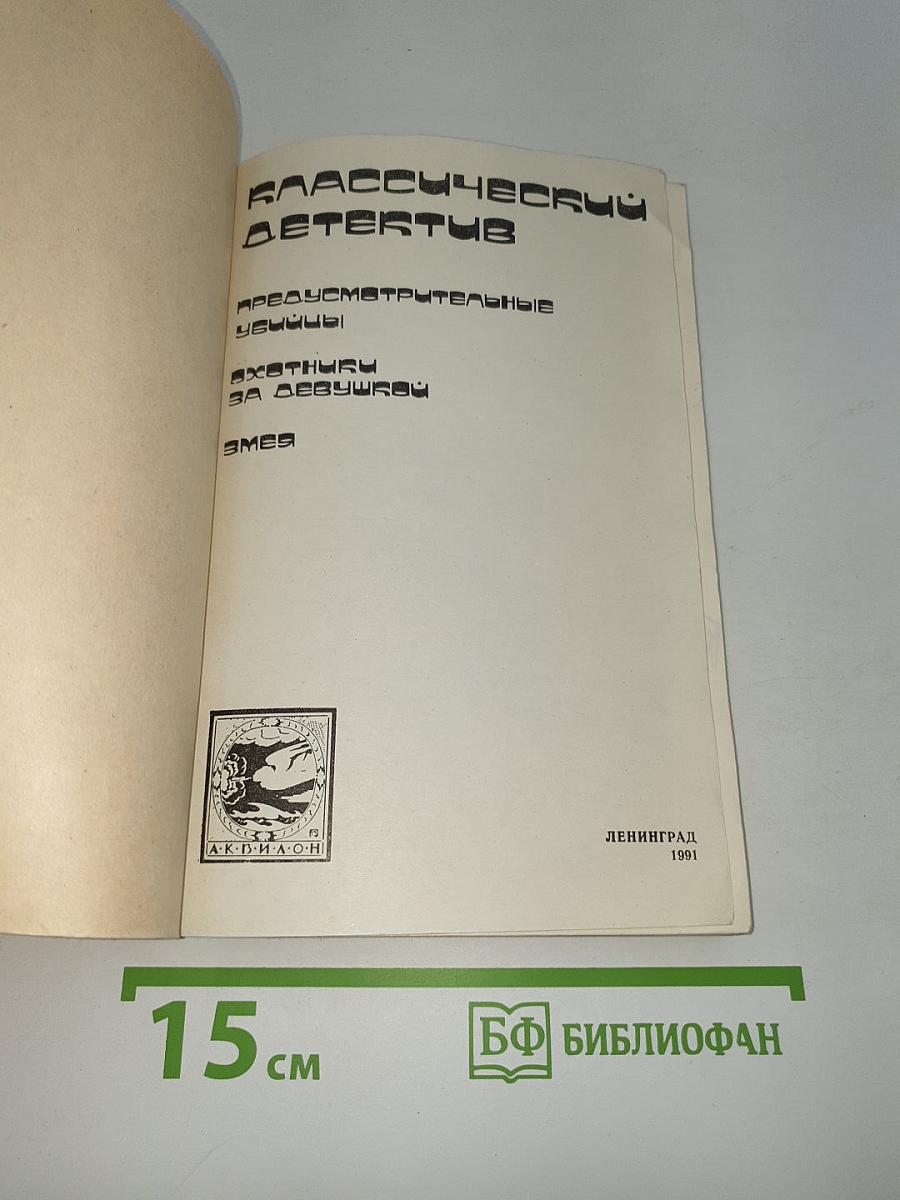 КЛАССИЧЕСКИЙ
ДЕТЕКТИВ
ПРЕДУСМОТРИТЕЛЬНЫЕ
УБИЙЦЫ
ОХОТНИКИ
ЗА ДЕВУШКОЙ
ЗМЕЯ
А·К·В·И·Л·О·Н
ЛЕНИНГРАД
1991
15 см
БФ БИБЛИОФАН